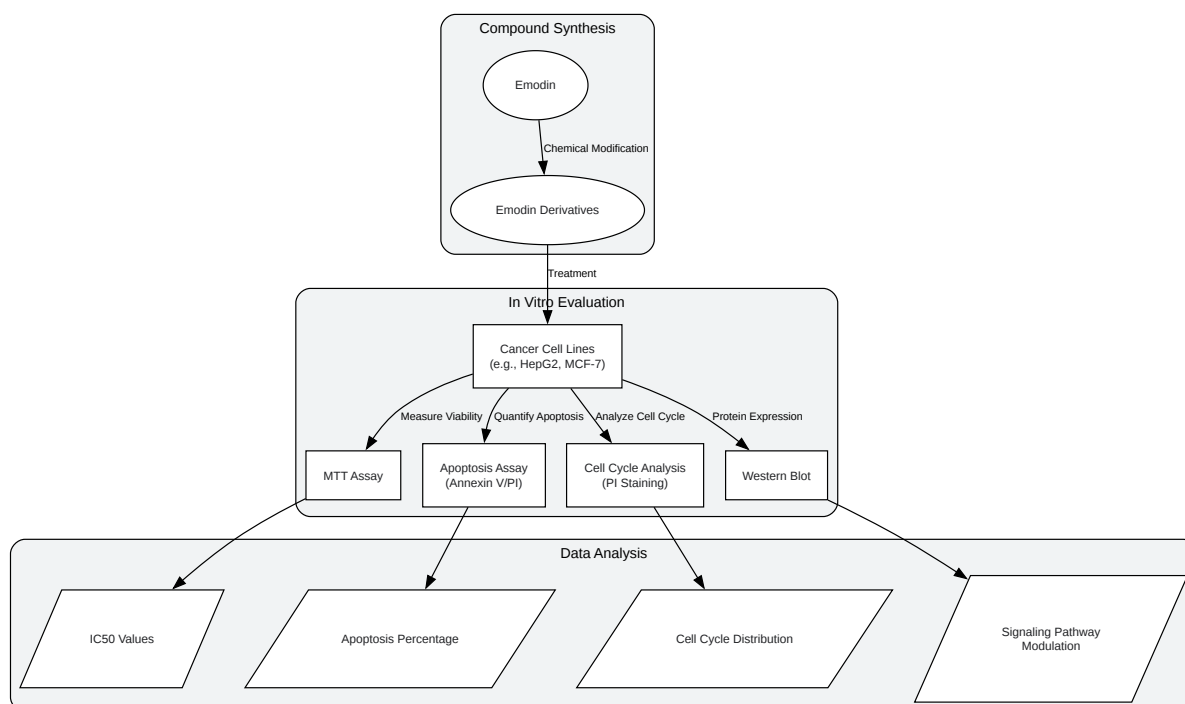 Compound Synthesis
Emodin
Chemical Modification
Emodin Derivatives
Treatment
In Vitro Evaluation
Cancer Cell Lines
(e.g., HepG2, MCF-7)
Measure Viability
Quantify Apoptosis
Analyze Cell Cycle
Protein Expression
MTT Assay
Apoptosis Assay
(Annexin V/PI)
Cell Cycle Analysis
(PI Staining)
Western Blot
Data Analysis
IC50 Values
Apoptosis Percentage
Cell Cycle Distribution
Signaling Pathway
Modulation